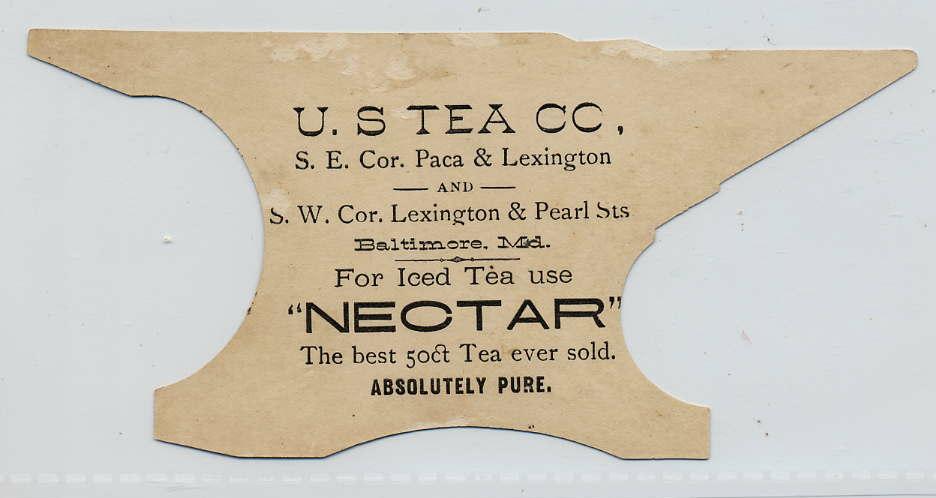 U. S TEA CO,
S. E. Cor. Paca & Lexington
— AND —
S. W. Cor. Lexington & Pearl Sts
Baltimore, Md.
For Iced Tea use
“NECTAR”
The best 50ct Tea ever sold.
ABSOLUTELY PURE.